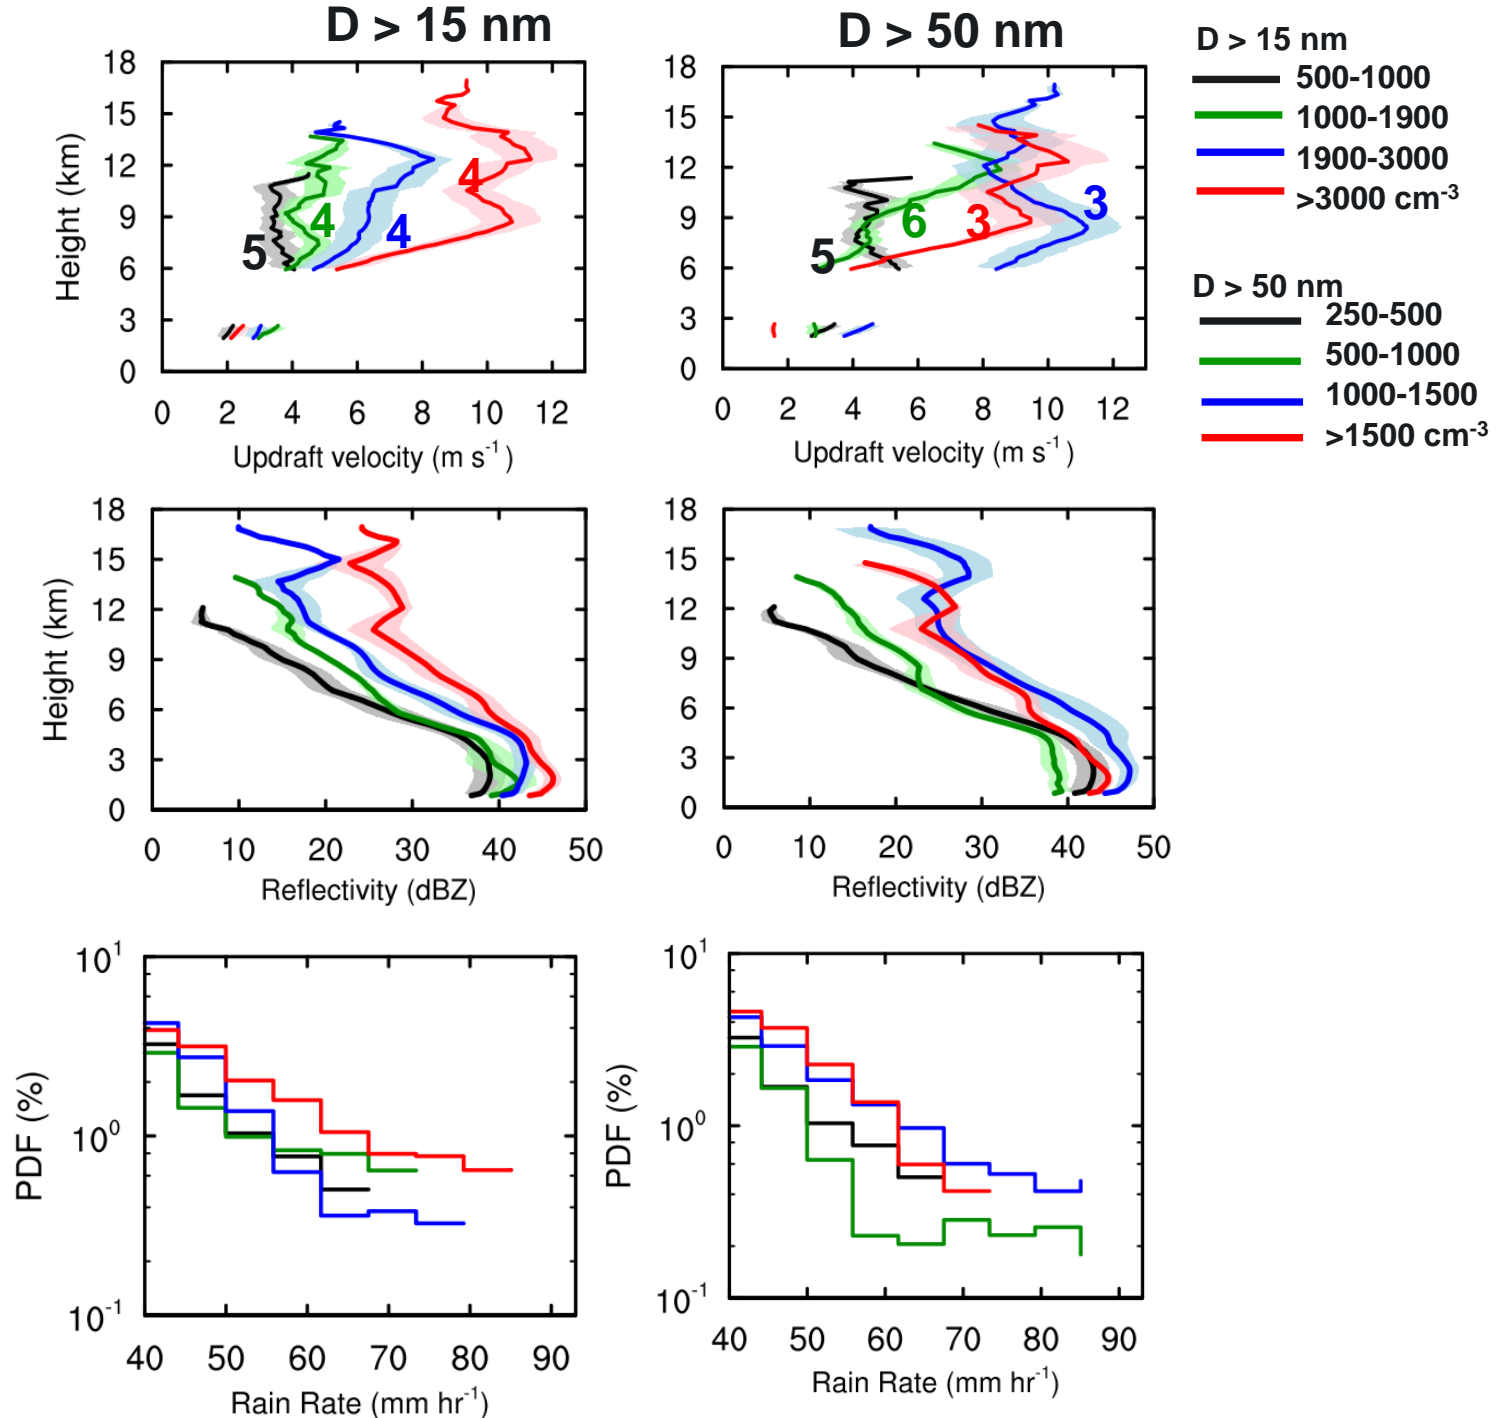 D > 15 nm
D > 50 nm
D > 15 nm
500-1000
1000-1900
1900-3000
>3000 cm-3
D > 50 nm
250-500
500-1000
1000-1500
>1500 cm-3
18
15
12
9
6
3
0
Height (km)
5
4
4
4
0 2 4 6 8 10 12
Updraft velocity (m s-1)
18
15
12
9
6
3
0
5
6
3
3
0 2 4 6 8 10 12
Updraft velocity (m s-1)
18
15
12
9
6
3
0
Height (km)
0 10 20 30 40 50
Reflectivity (dBZ)
18
15
12
9
6
3
0
0 10 20 30 40 50
Reflectivity (dBZ)
10^1
10^0
10^-1
PDF (%)
40 50 60 70 80 90
Rain Rate (mm hr-1)
10^1
10^0
10^-1
PDF (%)
40 50 60 70 80 90
Rain Rate (mm hr-1)